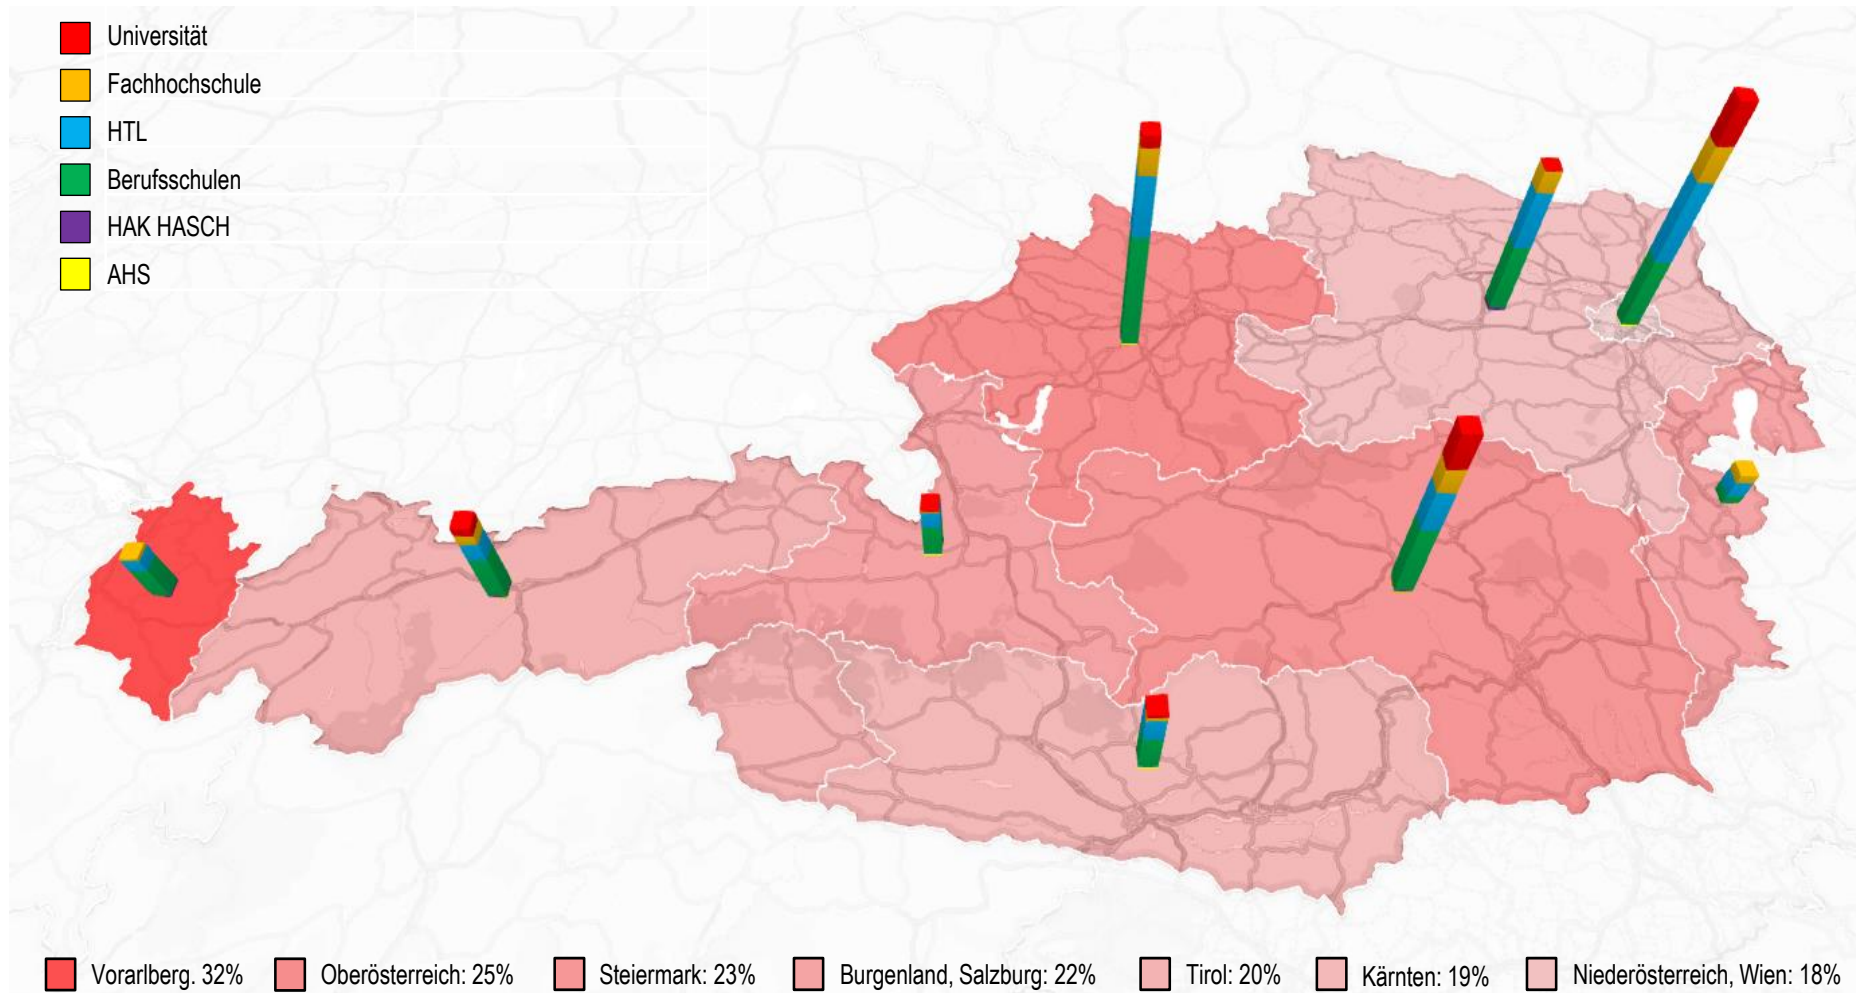 Universität
Fachhochschule
HTL
Berufsschulen
HAK HASCH
AHS
Vorarlberg. 32%
Oberösterreich: 25%
Steiermark: 23%
Burgenland, Salzburg: 22%
Tirol: 20%
Kärnten: 19%
Niederösterreich, Wien: 18%